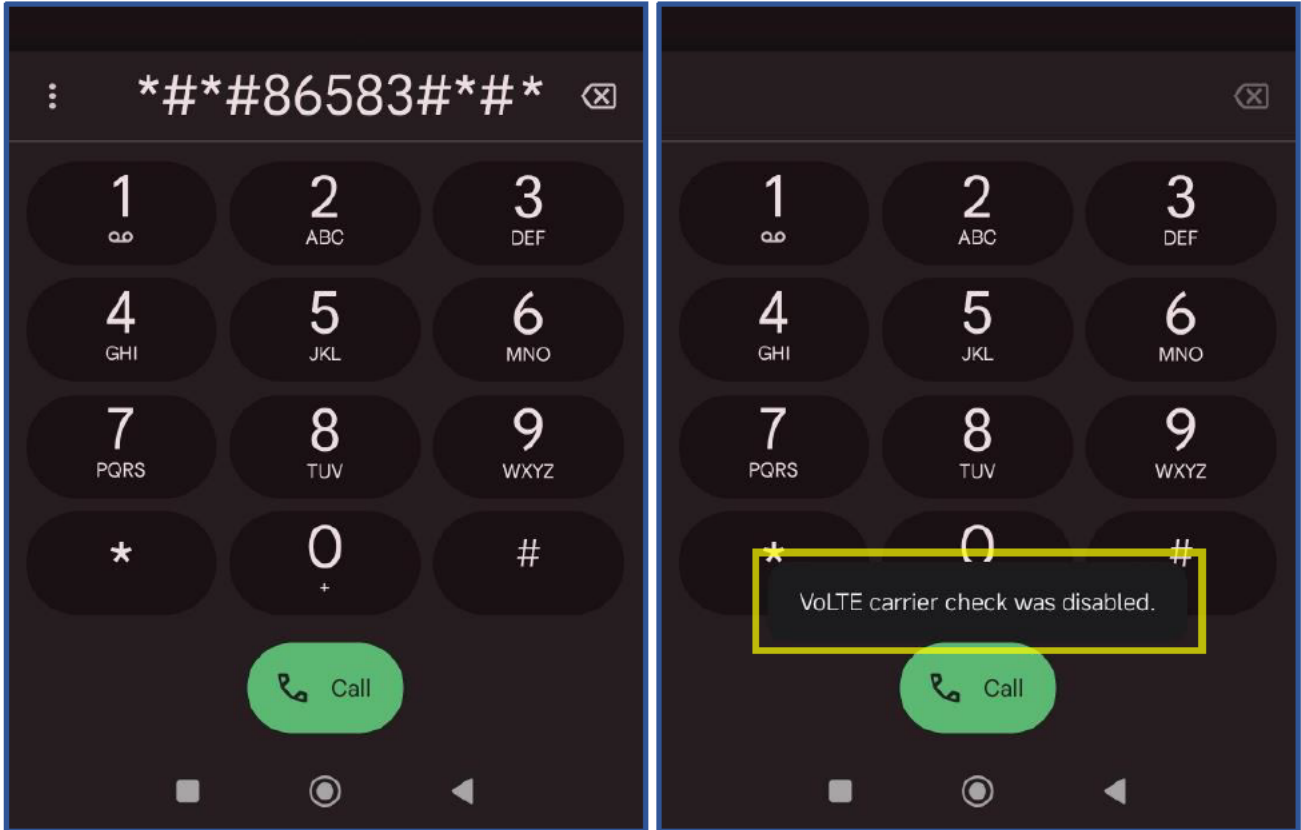 *#*#86583#*#*
1 2 3
ABC DEF
4 5 6
GHI JKL MNO
7 8 9
PQRS TUV WXYZ
* 0 #
+
Call
1 2 3
ABC DEF
4 5 6
GHI JKL MNO
7 8 9
PQRS TUV WXYZ
* 0 #
VoLTE carrier check was disabled.
Call